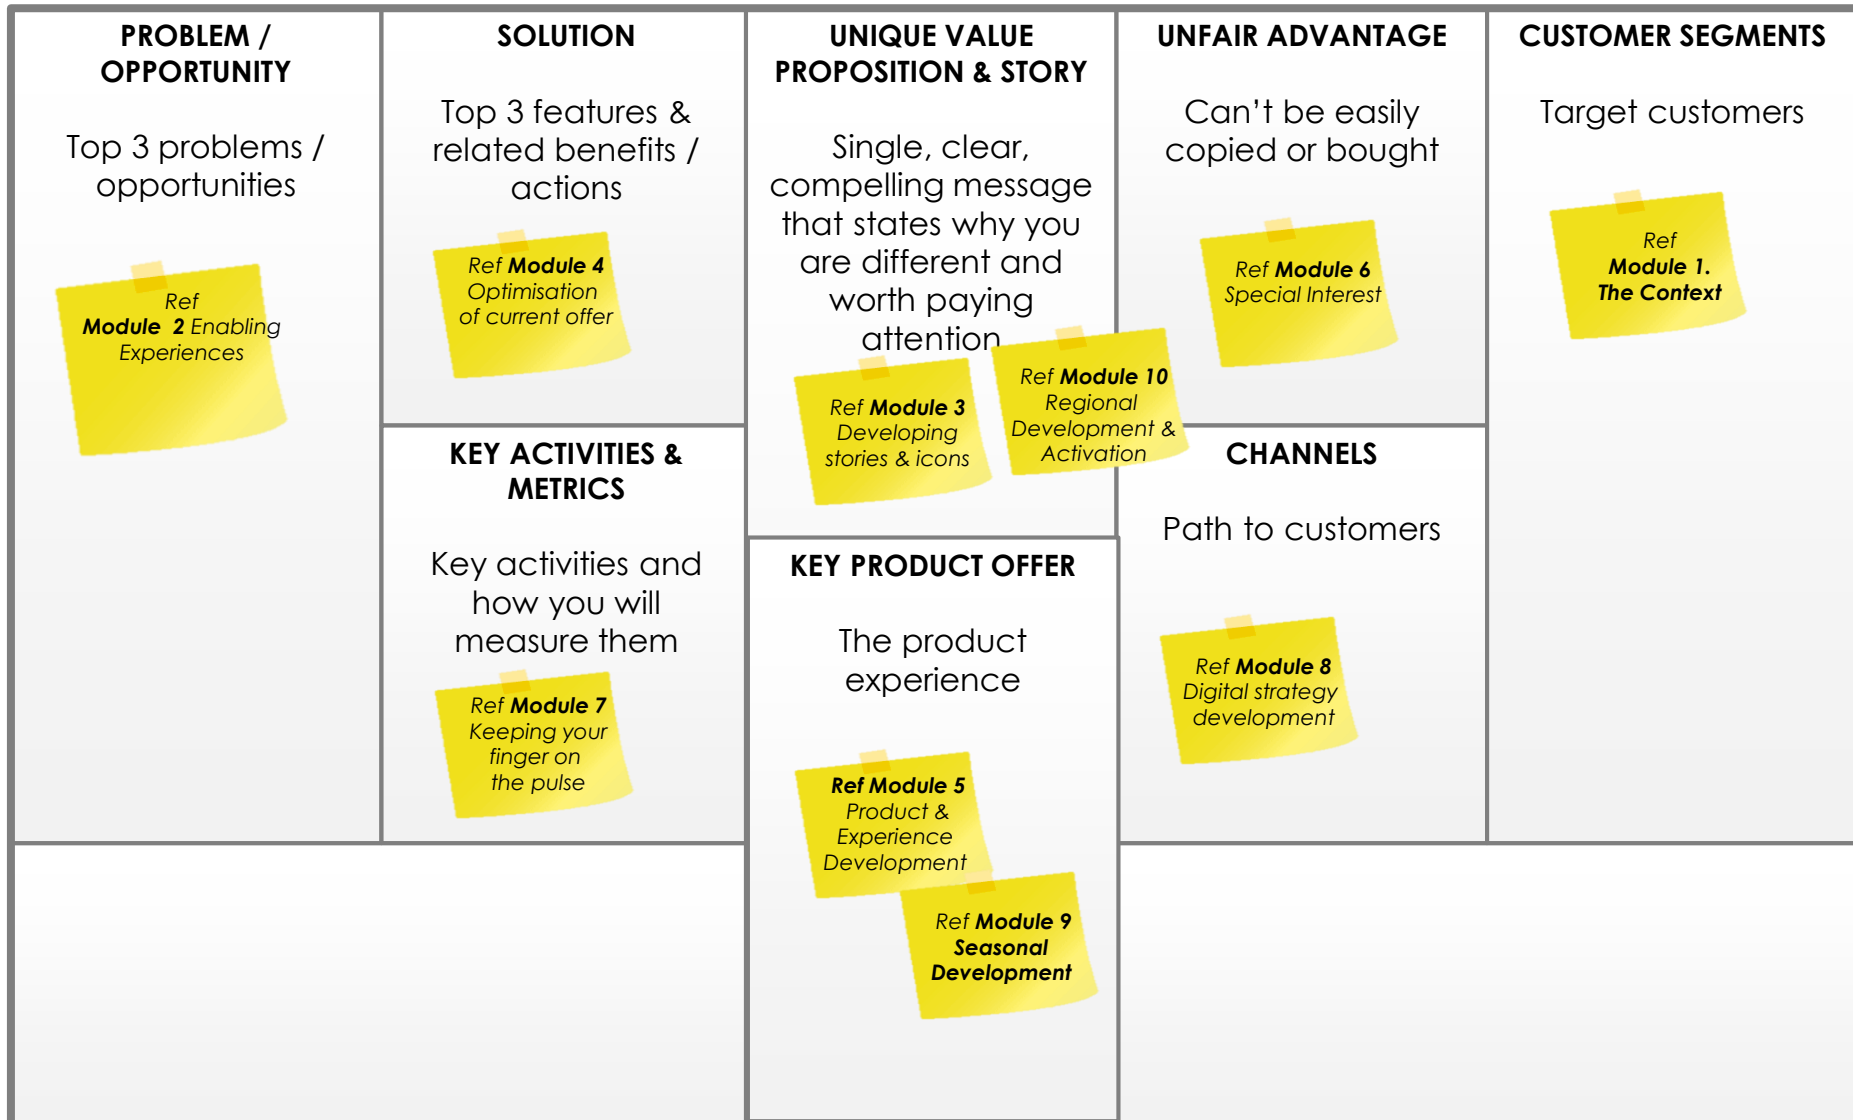 PROBLEM /
OPPORTUNITY
Top 3 problems /
opportunities
Ref
Module 2 Enabling
Experiences
SOLUTION
Top 3 features &
related benefits /
actions
Ref Module 4
Optimisation
of current offer
KEY ACTIVITIES &
METRICS
Key activities and
how you will
measure them
Ref Module 7
Keeping your
finger on
the pulse
UNIQUE VALUE
PROPOSITION & STORY
Single, clear,
compelling message
that states why you
are different and
worth paying
attention
Ref Module 3
Developing
stories & icons
Ref Module 10
Regional
Development &
Activation
KEY PRODUCT OFFER
The product
experience
Ref Module 5
Product &
Experience
Development
Ref Module 9
Seasonal
Development
UNFAIR ADVANTAGE
Can’t be easily
copied or bought
Ref Module 6
Special Interest
CHANNELS
Path to customers
Ref Module 8
Digital strategy
development
CUSTOMER SEGMENTS
Target customers
Ref
Module 1.
The Context